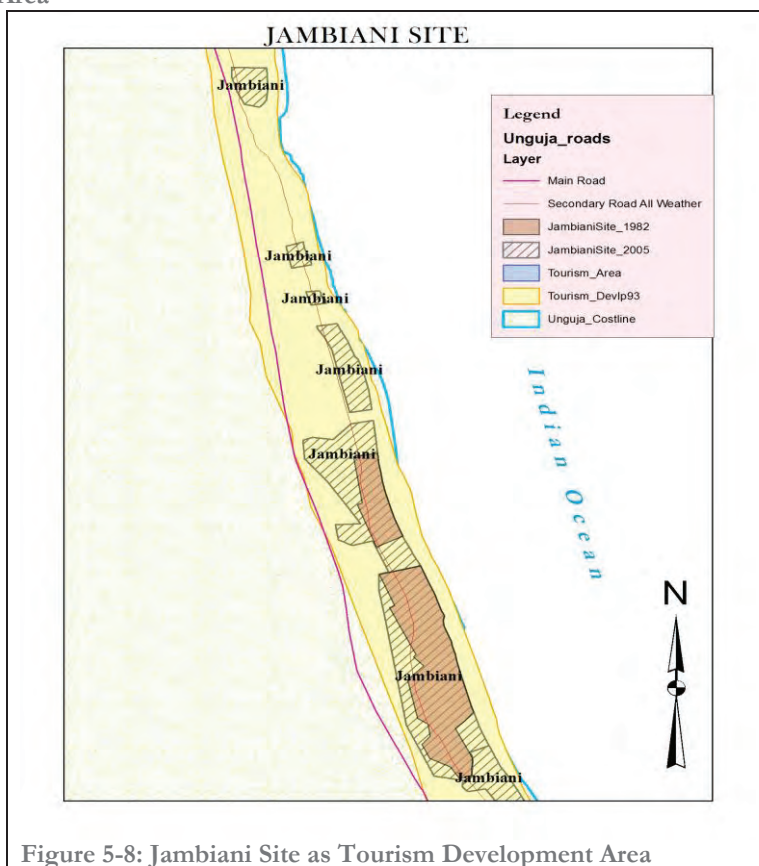 Area
JAMBIANI SITE
Jambiani
Legend
Unguja_roads
Layer
Main Road
Secondary Road All Weather
JambianiSite_1982
JambianiSite_2005
Tourism_Area
Tourism_Devlp93
Unguja_Costline
Jambiani
Jambiani
Jambiani
Jambiani
Indian Ocean
N
Jambiani
Jambiani
Figure 5-8: Jambiani Site as Tourism Development Area